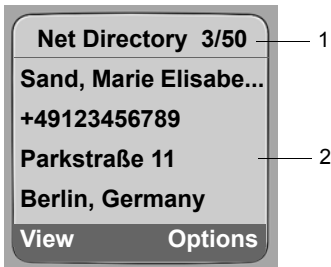 Net Directory 3/50 1
Sand, Marie Elisabe...
+49123456789
Parkstraße 11 2
Berlin, Germany
View Options